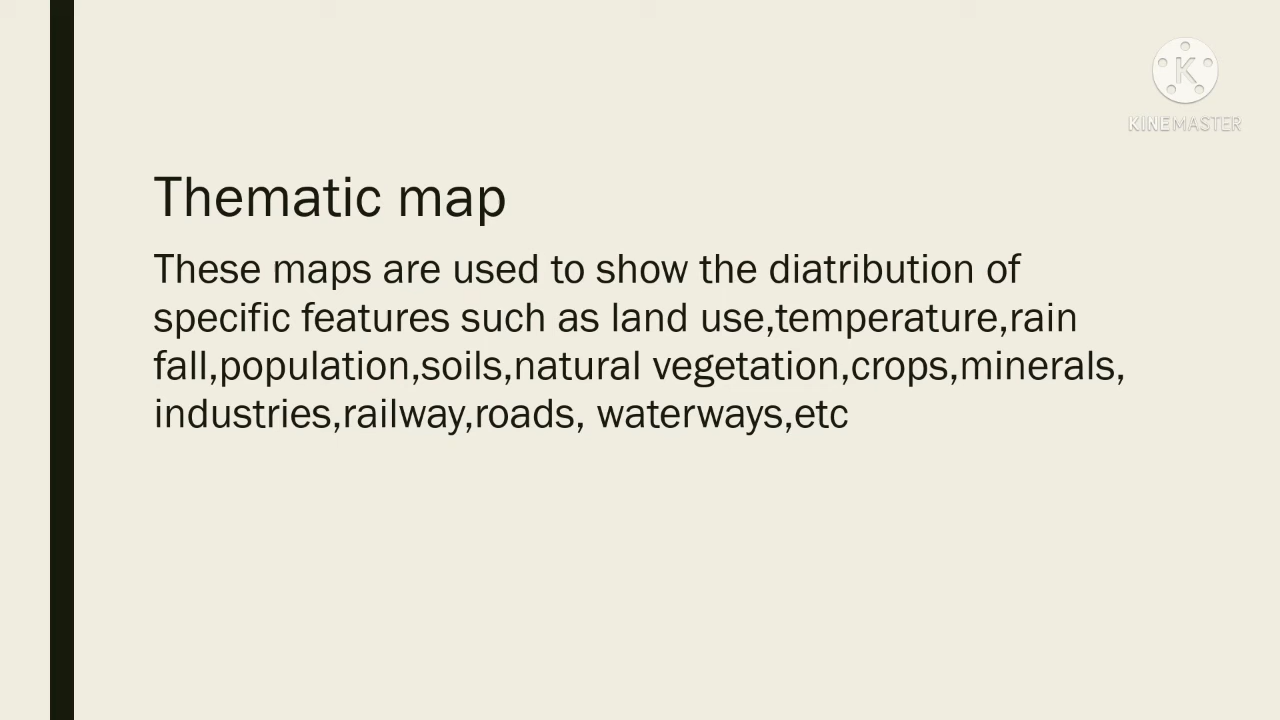 K
KINEMASTER
Thematic map
These maps are used to show the diatribution of
specific features such as land use,temperature,rain
fall,population,soils,natural vegetation,crops,minerals,
industries,railway,roads, waterways,etc